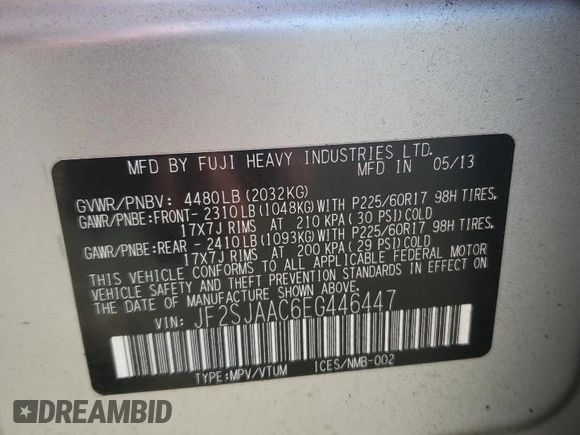 MFD BY FUJI HEAVY INDUSTRIES LTD. 05/13
GVWR/PNBV: 4480LB(2032KG)
GAWR/PNBE:FRONT- 2310LB(1048KG)WITH P225/60R17 98H TIRES,
17X7J RIMS AT 210 KPA(30 PSI)COLD
GAWR/PNBE:REAR - 2410LB(1093KG)WITH P225/60R17 98H TIRES,
17X7J RIMS AT 200 KPA(29 PSI)COLD
THIS VEHICLE CONFORMS TO ALL APPLICABLE FEDERAL MOTOR
VEHICLE SAFETY AND THEFT PREVENTION STANDARDS IN EFFECT
ON THE DATE OF MANUFACTURE SHOWN ABOVE.
VIN: JF2SJAAC6EG446447
TYPE:MPV/VTUM ICES/NMB-002
DREAMBID